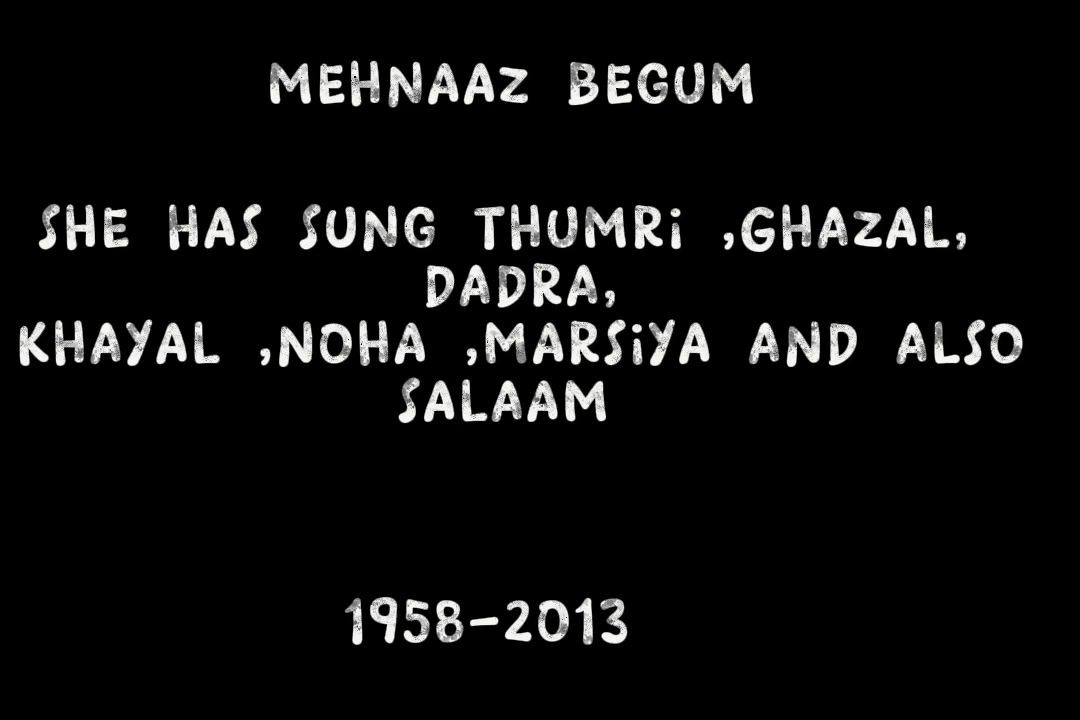 MEHNAAZ BEGUM
SHE HAS SUNG THUMRi ,GHAZAL,
DADRA,
KHAYAL ,NOHA ,MARSiYA AND ALSO
SALAAM
1958-2013